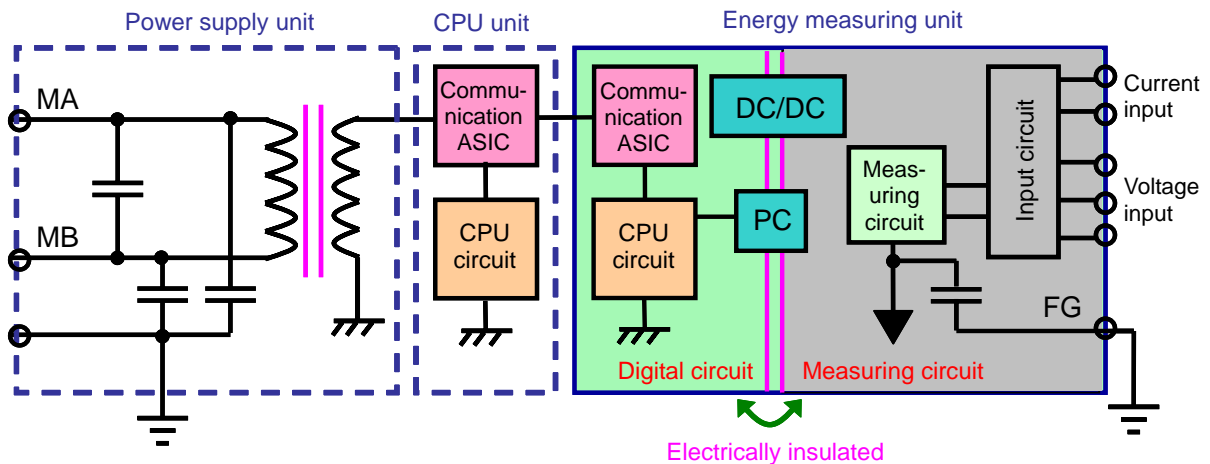 Power supply unit
CPU unit
Energy measuring unit
MA
MB
Commu-
nication
ASIC
CPU
circuit
Commu-
nication
ASIC
CPU
circuit
DC/DC
PC
Meas-
uring
circuit
Input circuit
Current
input
Voltage
input
FG
Digital circuit
Measuring circuit
Electrically insulated